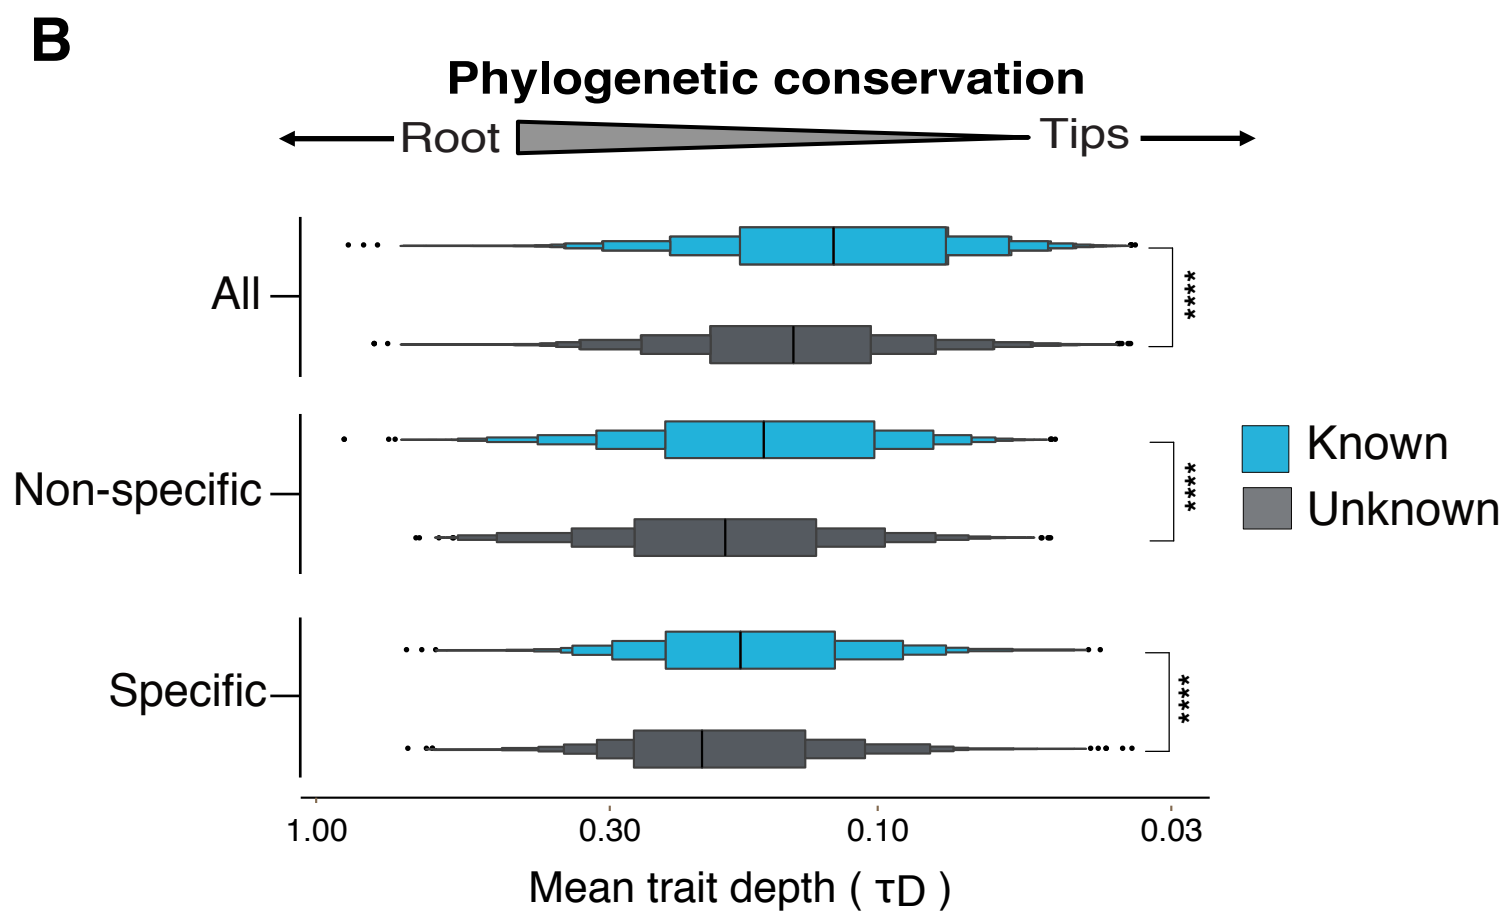 B
Phylogenetic conservation
Root Tips
All
****
Non-specific
****
Known
Unknown
Specific
****
1.00 0.30 0.10 0.03
Mean trait depth ( τD )